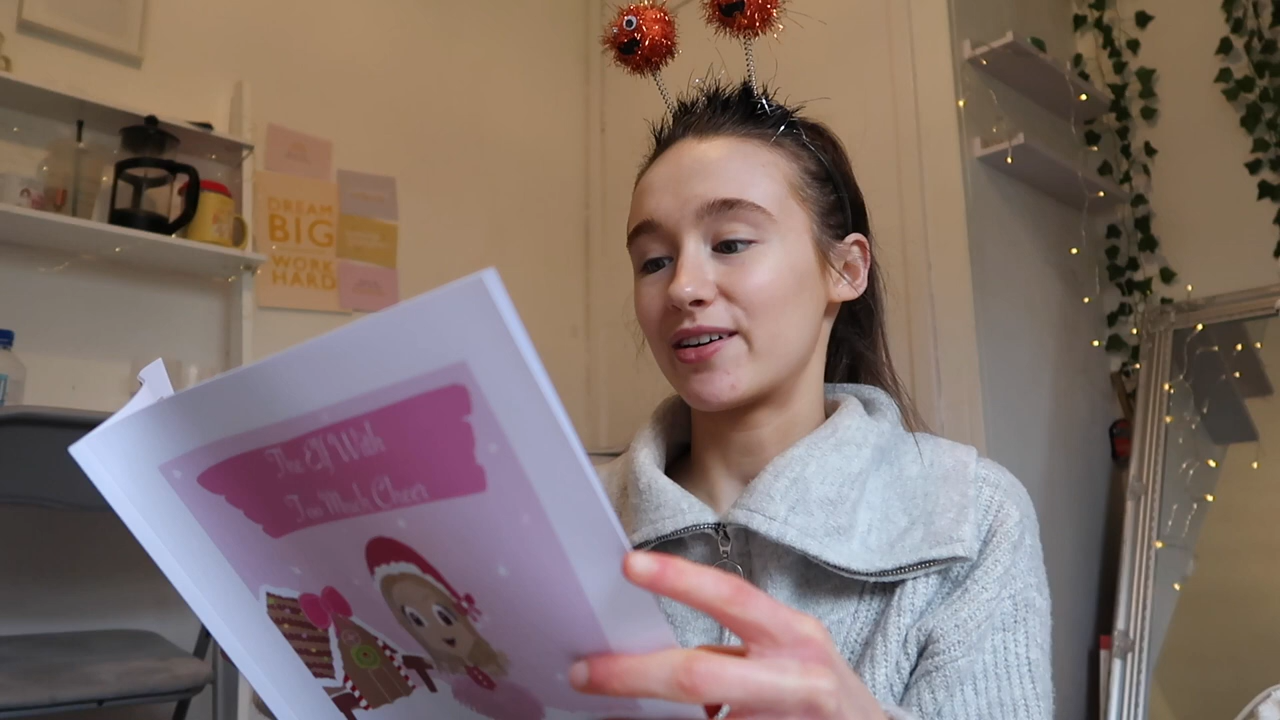 DREAM
BIG
WORK
HARD
The Elf With
Too Much Cheer